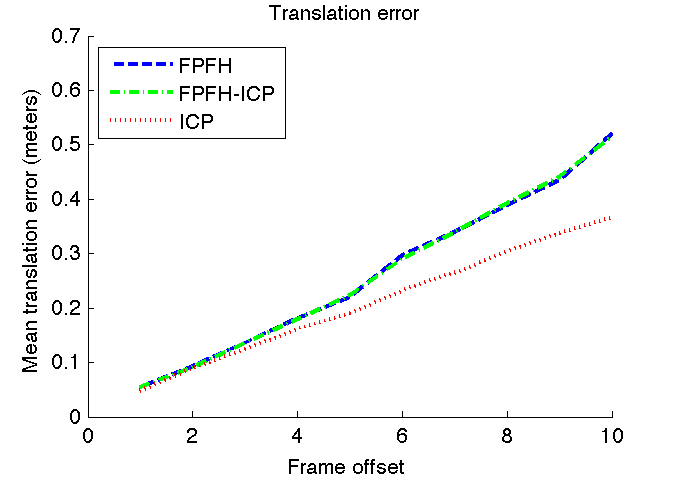 Translation error
0.7
0.6
0.5
0.4
0.3
0.2
0.1
0
Mean translation error (meters)
FPFH
FPFH-ICP
ICP
0 2 4 6 8 10
Frame offset